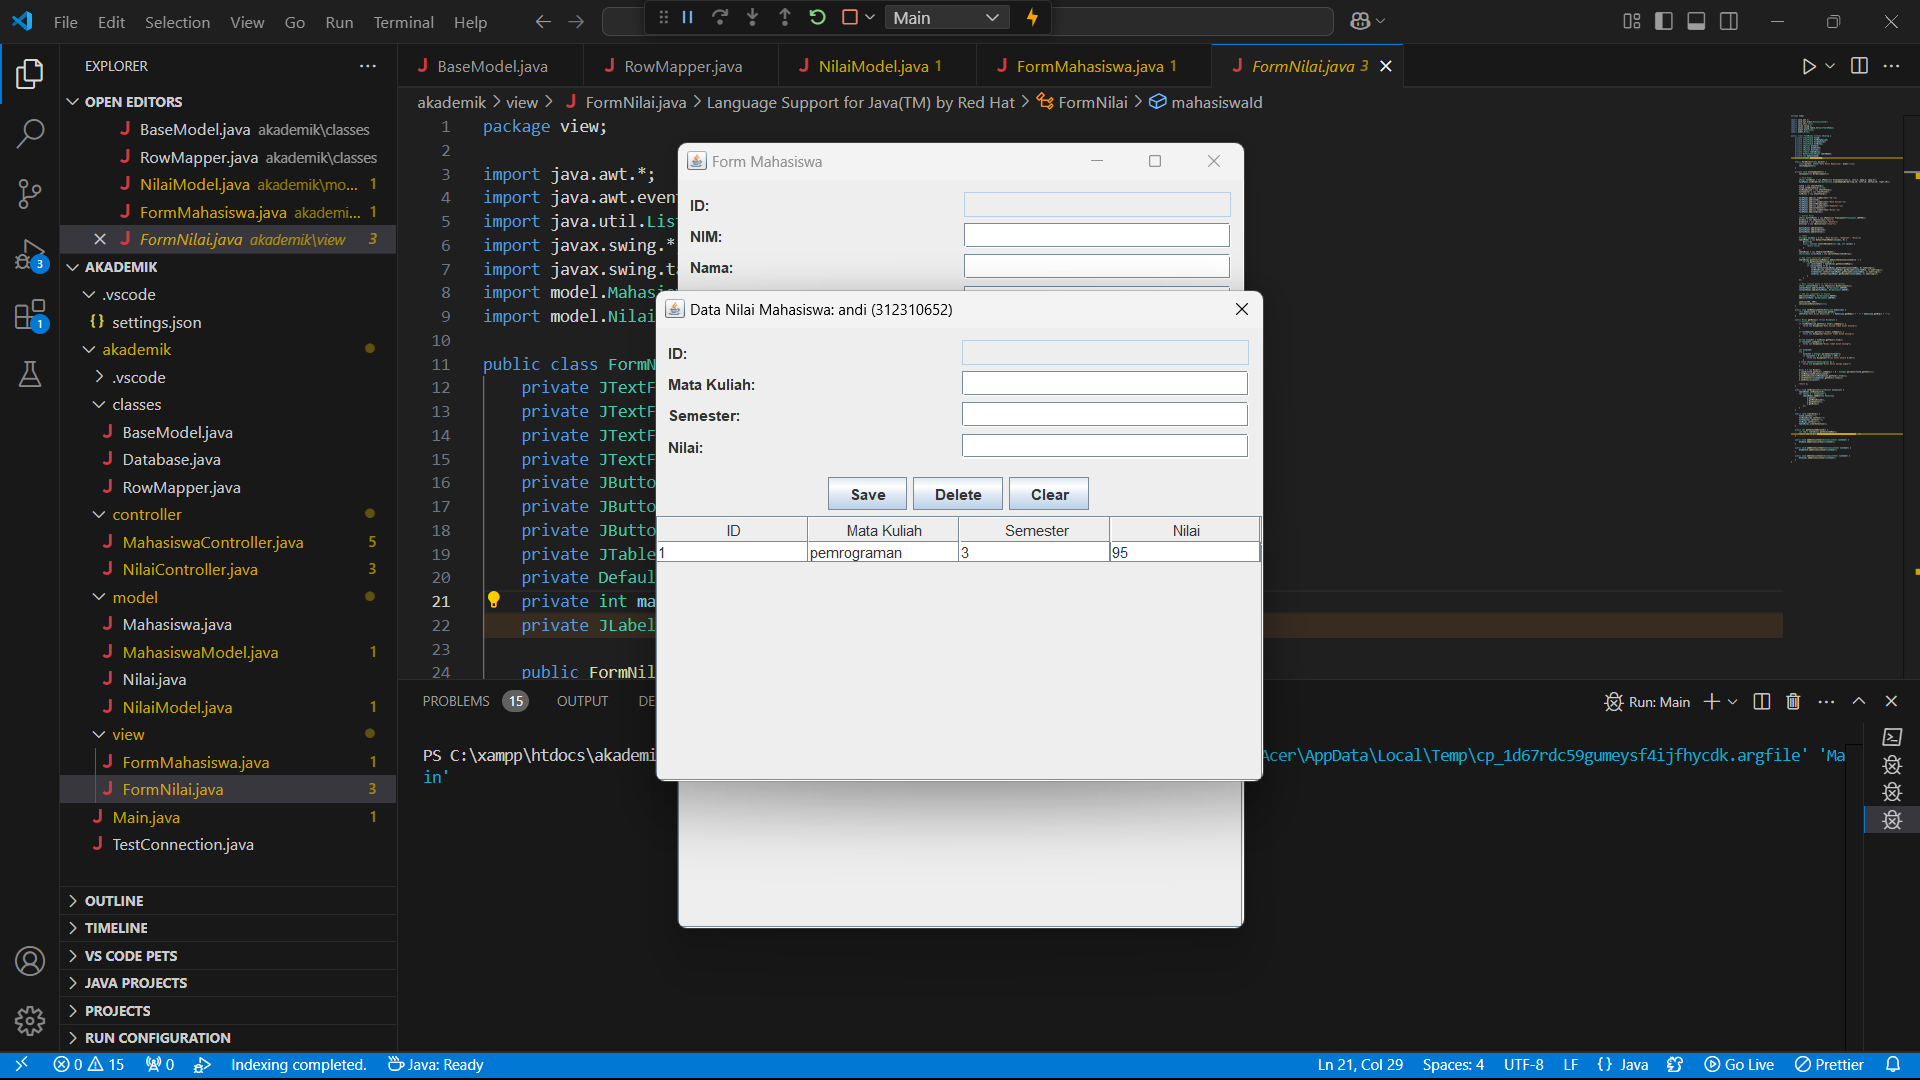 File Edit Selection View Go Run Terminal Help
Main
EXPLORER
OPEN EDITORS
BaseModel.java akademik\classes
RowMapper.java akademik\classes
NilaiModel.java akademik\mo... 1
FormMahasiswa.java akademi... 1
FormNilai.java akademik\view 3
AKADEMIK
.vscode
settings.json
akademik
.vscode
classes
BaseModel.java
Database.java
RowMapper.java
controller
MahasiswaController.java 5
NilaiController.java 3
model
Mahasiswa.java
MahasiswaModel.java 1
Nilai.java
NilaiModel.java 1
view
FormMahasiswa.java 1
FormNilai.java 3
Main.java 1
TestConnection.java
OUTLINE
TIMELINE
VS CODE PETS
JAVA PROJECTS
PROJECTS
RUN CONFIGURATION
3
1
BaseModel.java
RowMapper.java
NilaiModel.java 1
FormMahasiswa.java 1
FormNilai.java 3
akademik > view > FormNilai.java > Language Support for Java(TM) by Red Hat > FormNilai > mahasiswaId
1 package view;
2
3 import java.awt.*;
4 import java.awt.even
5 import java.util.Lis
6 import javax.swing.*
7 import javax.swing.ta
8 import model.Mahasis
9 import model.Nilai
10
11 public class FormN
12 private JTextF
13 private JTextF
14 private JTextF
15 private JTextF
16 private JButto
17 private JButto
18 private JButto
19 private JTable
20 private Defaul
21 private int ma
22 private JLabel
23
24 public FormNil
Form Mahasiswa
ID:
NIM:
Nama:
Data Nilai Mahasiswa: andi (312310652)
ID:
Mata Kuliah:
Semester:
Nilai:
Save Delete Clear
ID Mata Kuliah Semester Nilai
1 pemrograman 3 95
PROBLEMS 15 OUTPUT DE
Run: Main
PS C:\xampp\htdocs\akademi
Acer\AppData\Local\Temp\cp_1d67rdc59gumeysf4ijfhycdk.argfile' 'Ma
in'
0 15 0 Indexing completed. Java: Ready
Ln 21, Col 29 Spaces: 4 UTF-8 LF {} Java Go Live Prettier